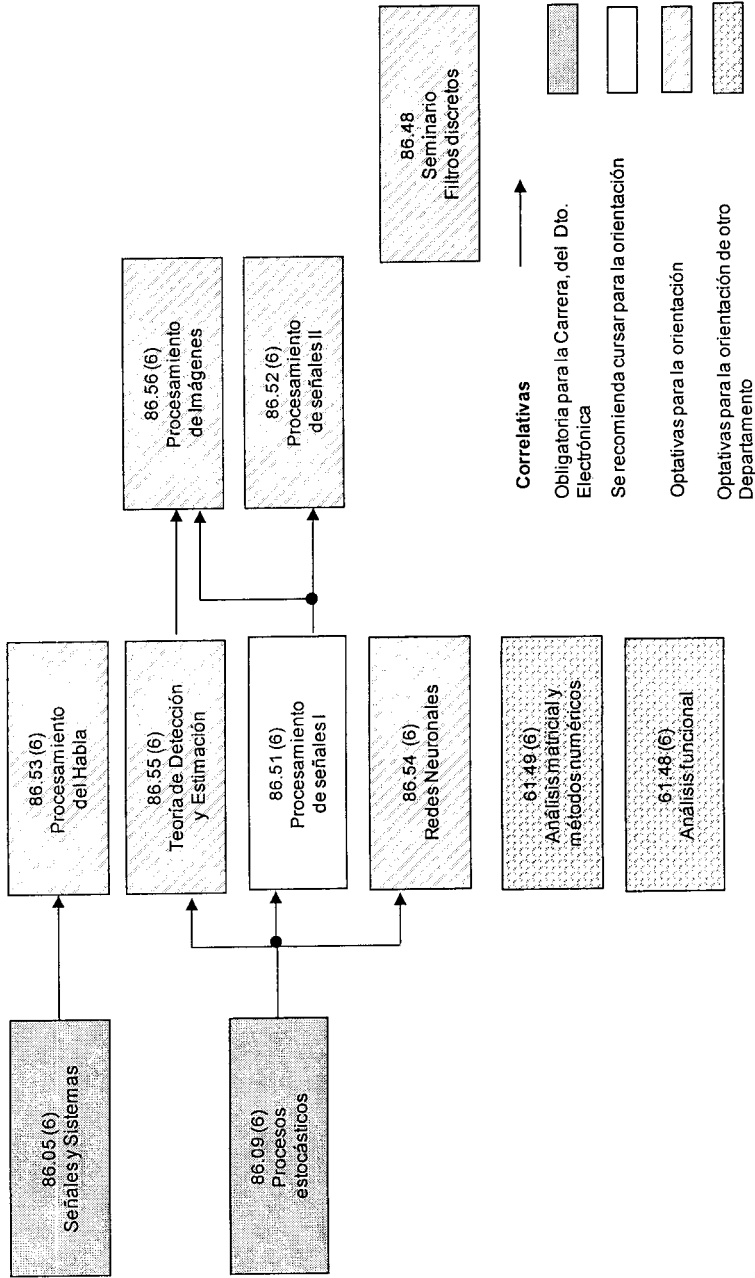 86.05 (6)
Señales y Sistemas
86.09 (6)
Procesos
estocásticos
86.53 (6)
Procesamiento
del Habla
86.55 (6)
Teoría de Detección
y Estimación
86.51 (6)
Procesamiento
de señales I
86.54 (6)
Redes Neuronales
61.49 (6)
Análisis matricial y
métodos numéricos
61.48 (6)
Análisis funcional
86.56 (6)
Procesamiento
de Imágenes
86.52 (6)
Procesamiento
de señales II
86.48
Seminario
Filtros discretos
Correlativas
Obligatoria para la Carrera, del Dto.
Electrónica
Se recomienda cursar para la orientación
Optativas para la orientación
Optativas para la orientación de otro
Departamento